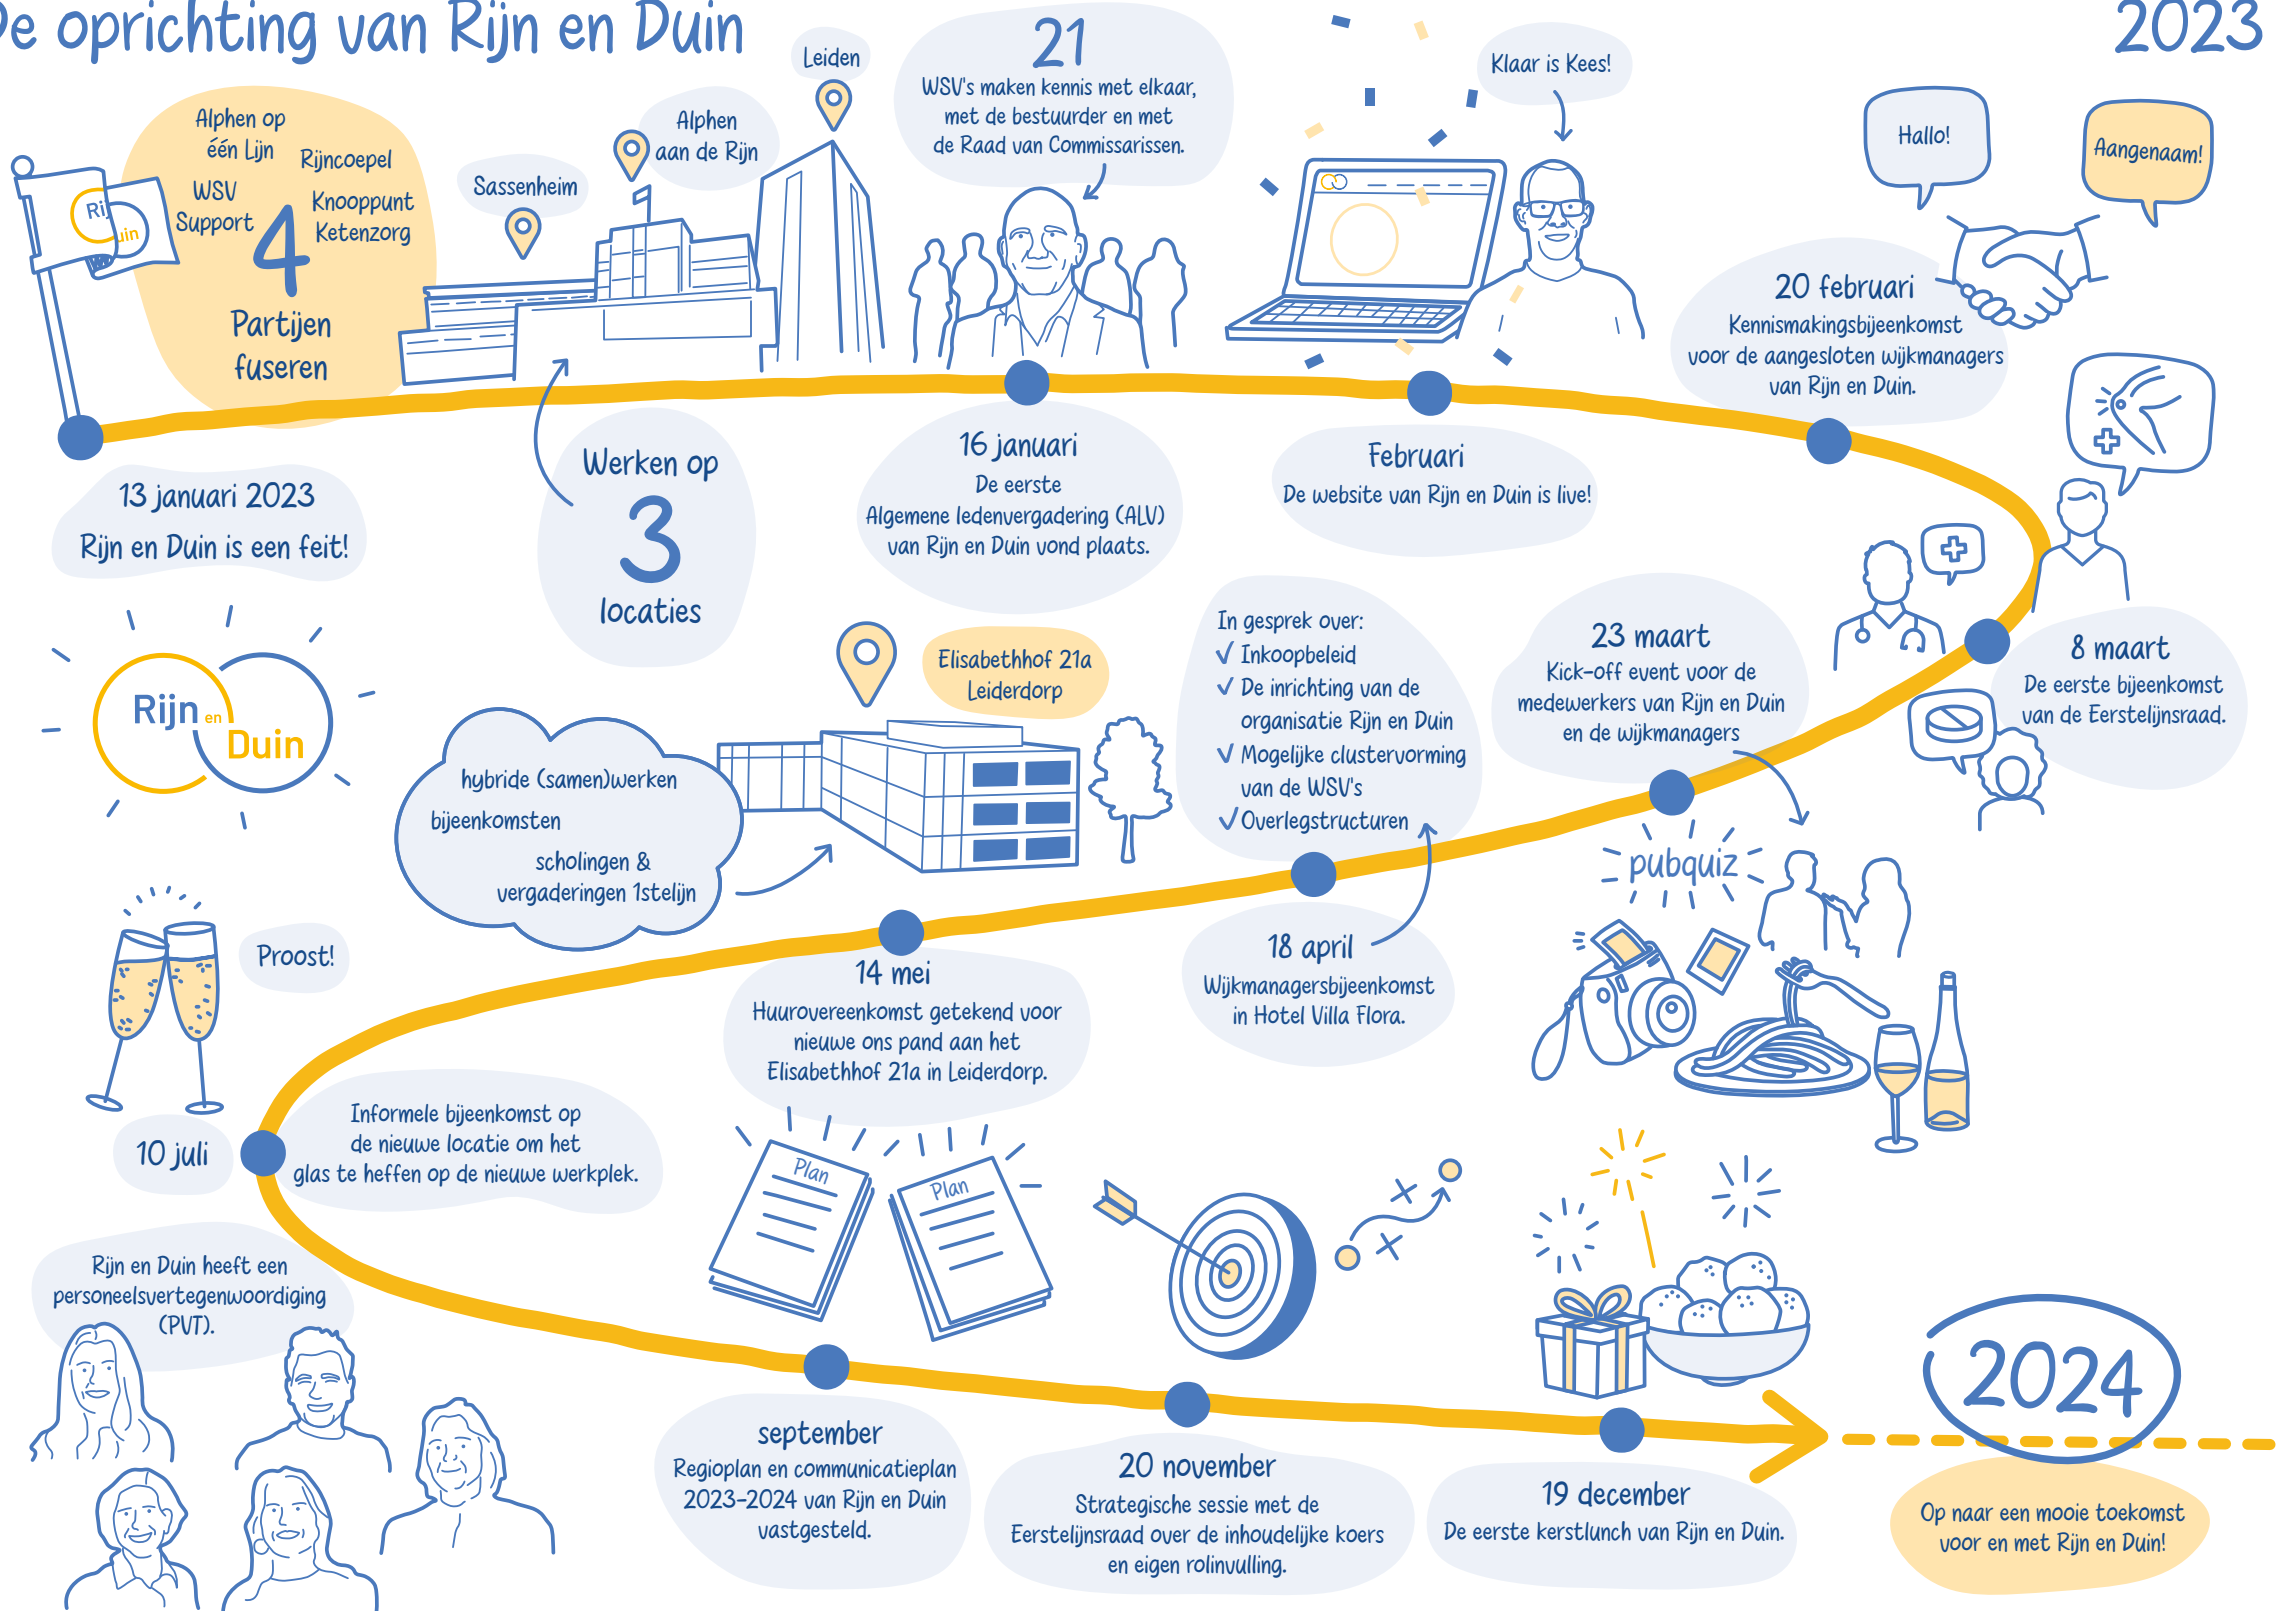 De oprichting van Rijn en Duin
2023
Alphen op
één Lijn
Rijncoepel
WSV
Support
Knooppunt
Ketenzorg
4
Partijen
fuseren
Rij
uin
13 januari 2023
Rijn en Duin is een feit!
Rijn en
Duin
Sassenheim
Alphen
aan de Rijn
Leiden
Werken op
3
locaties
21
WSV's maken kennis met elkaar,
met de bestuurder en met
de Raad van Commissarissen.
16 januari
De eerste
Algemene ledenvergadering (ALV)
van Rijn en Duin vond plaats.
Klaar is Kees!
Februari
De website van Rijn en Duin is live!
Hallo!
Aangenaam!
20 februari
Kennismakingsbijeenkomst
voor de aangesloten wijkmanagers
van Rijn en Duin.
8 maart
De eerste bijeenkomst
van de Eerstelijnsraad.
23 maart
Kick-off event voor de
medewerkers van Rijn en Duin
en de wijkmanagers
pubquiz
In gesprek over:
✓ Inkoopbeleid
✓ De inrichting van de
organisatie Rijn en Duin
✓ Mogelijke clustervorming
van de WSV's
✓ Overlegstructuren
18 april
Wijkmanagersbijeenkomst
in Hotel Villa Flora.
Elisabethhof 21a
Leiderdorp
hybride (samen)werken
bijeenkomsten
scholingen &
vergaderingen 1stelijn
14 mei
Huurovereenkomst getekend voor
nieuwe ons pand aan het
Elisabethhof 21a in Leiderdorp.
Proost!
10 juli
Informele bijeenkomst op
de nieuwe locatie om het
glas te heffen op de nieuwe werkplek.
Rijn en Duin heeft een
personeelsvertegenwoordiging
(PVT).
Plan
Plan
september
Regioplan en communicatieplan
2023-2024 van Rijn en Duin
vastgesteld.
20 november
Strategische sessie met de
Eerstelijnsraad over de inhoudelijke koers
en eigen rolinvulling.
19 december
De eerste kerstlunch van Rijn en Duin.
2024
Op naar een mooie toekomst
voor en met Rijn en Duin!